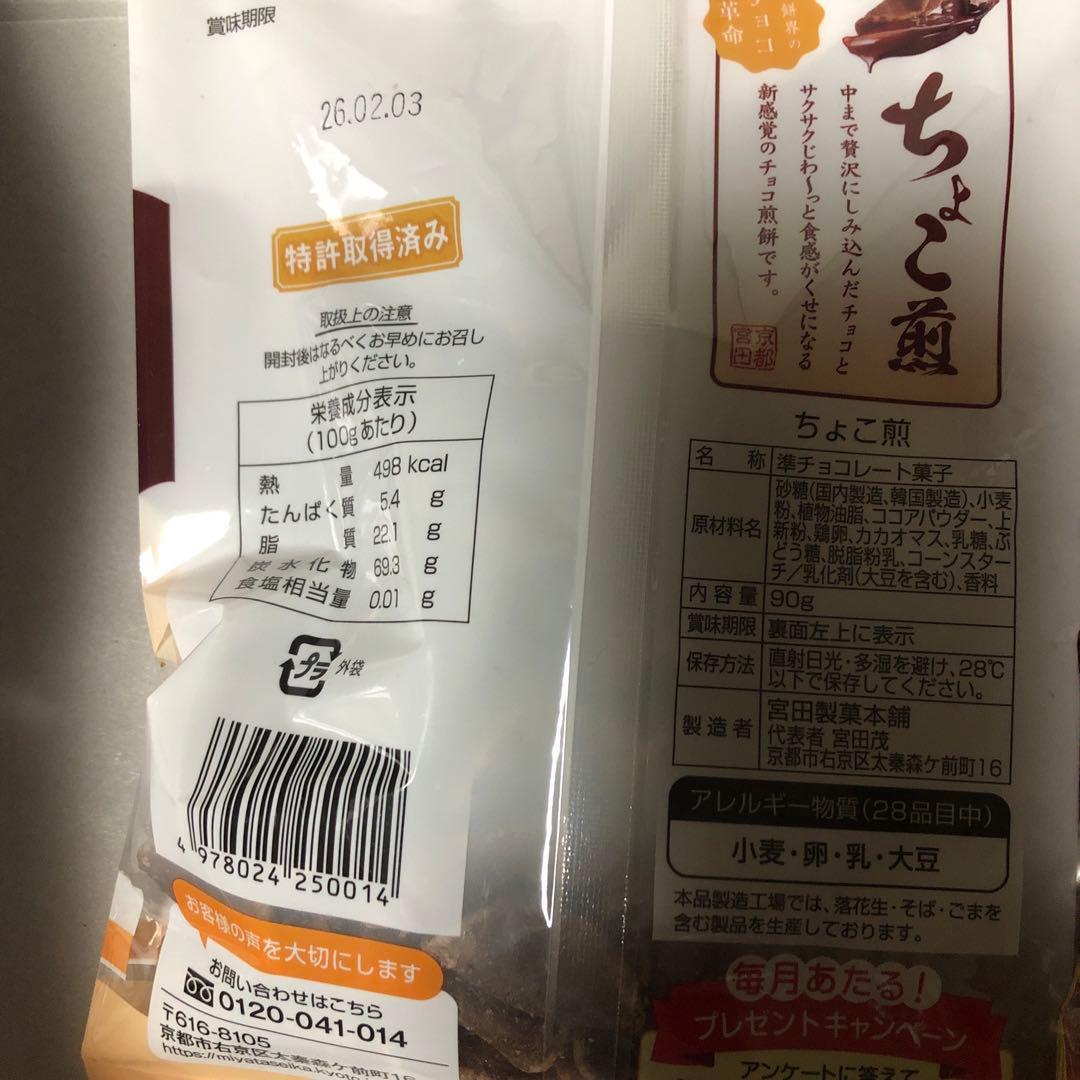 賞味期限
26.02.03
特許取得済み
取扱上の注意
開封後はなるべくお早めにお召し
上がりください。
栄養成分表示
(100gあたり)
熱量 498 kcal
たんぱく質 5.4 g
脂質 22.1 g
炭水化物 69.3 g
食塩相当量 0.01 g
プラ 外袋
4 978024 250014
お客様の声を大切にします
お問い合わせはこちら
0120-041-014
〒616-8105
京都市右京区太秦森ケ前町16
餅界の
革命
ちょこ煎
中まで贅沢にしみ込んだチョコと
サクサクじわ〜っと食感がくせになる
新感覚のチョコ煎餅です。
京都
宮田
ちょこ煎
名称 準チョコレート菓子
原材料名 砂糖(国内製造、韓国製造)、小麦
粉、植物油脂、ココアパウダー、上
新粉、鶏卵、カカオマス、乳糖、ぶ
どう糖、脱脂粉乳、コーンスター
チ/乳化剤(大豆を含む)、香料
内容量 90g
賞味期限 裏面左上に表示
保存方法 直射日光・多湿を避け、28℃
以下で保存してください。
製造者 宮田製菓本舗
代表者 宮田茂
京都市右京区太秦森ケ前町16
アレルギー物質(28品目中)
小麦・卵・乳・大豆
本品製造工場では、落花生・そば・ごまを
含む製品を生産しております。
毎月あたる!
プレゼントキャンペーン
アンケートに答えて